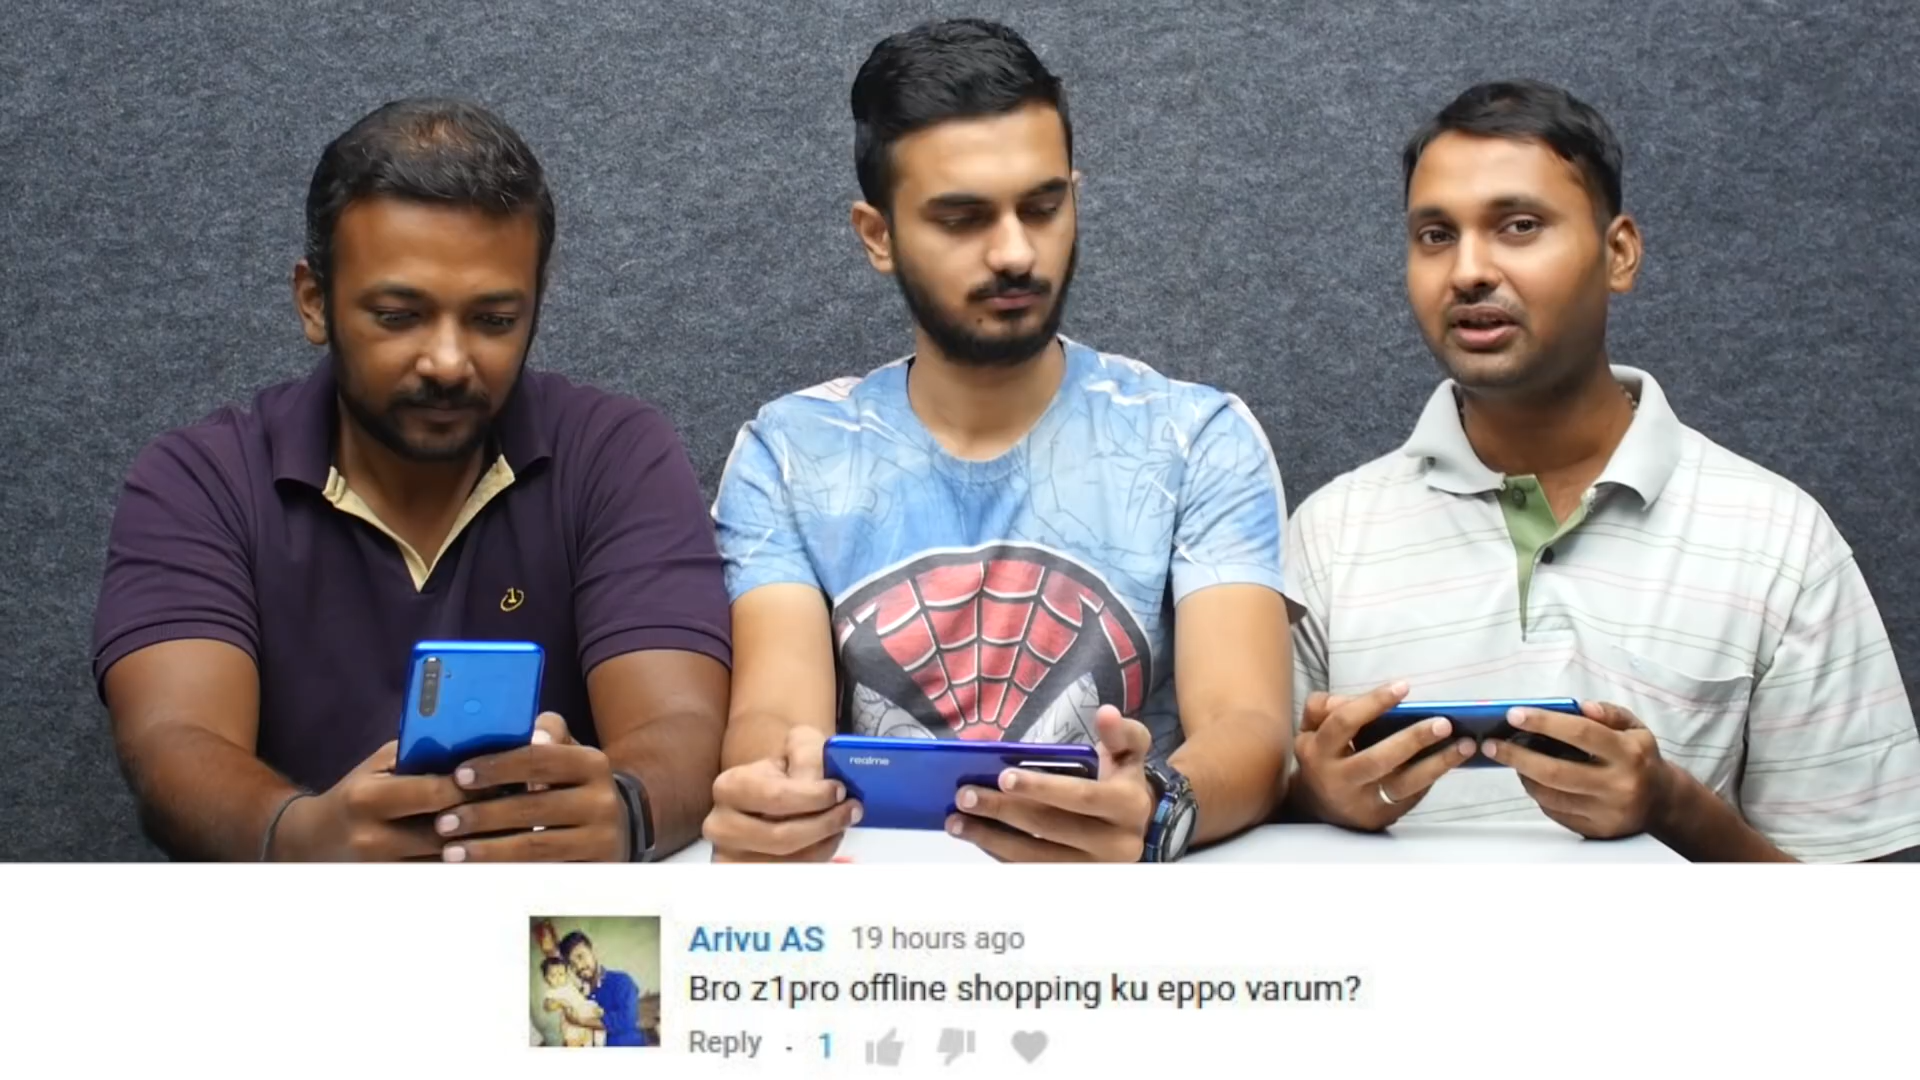 realme
Arivu AS 19 hours ago
Bro z1pro offline shopping ku eppo varum?
Reply · 1